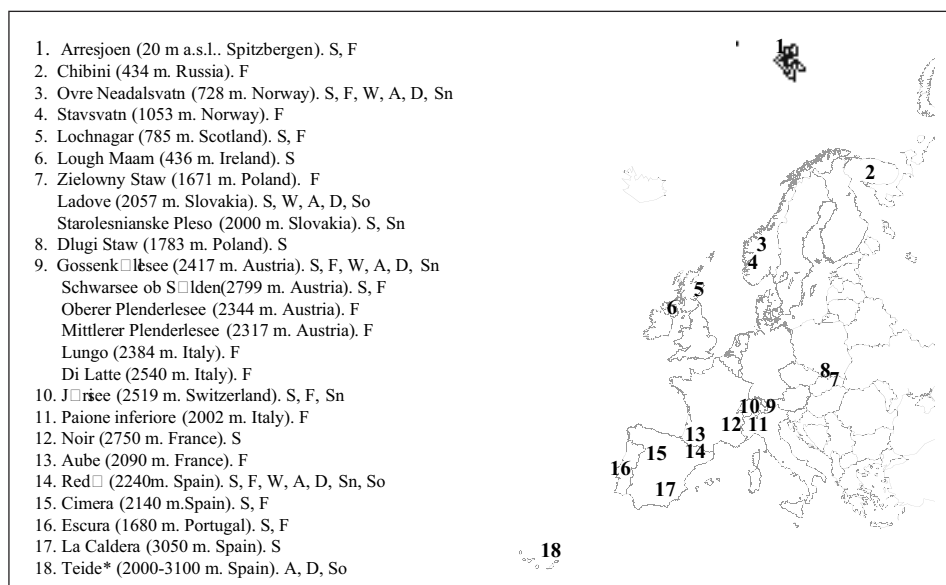 1. Arresjoen (20 m a.s.l.. Spitzbergen). S, F
2. Chibini (434 m. Russia). F
3. Ovre Neadalsvatn (728 m. Norway). S, F, W, A, D, Sn
4. Stavsvatn (1053 m. Norway). F
5. Lochnagar (785 m. Scotland). S, F
6. Lough Maam (436 m. Ireland). S
7. Zielowny Staw (1671 m. Poland). F
Ladove (2057 m. Slovakia). S, W, A, D, So
Starolesnianske Pleso (2000 m. Slovakia). S, Sn
8. Dlugi Staw (1783 m. Poland). S
9. Gossenk□llesee (2417 m. Austria). S, F, W, A, D, Sn
Schwarsee ob S□lden(2799 m. Austria). S, F
Oberer Plenderlesee (2344 m. Austria). F
Mittlerer Plenderlesee (2317 m. Austria). F
Lungo (2384 m. Italy). F
Di Latte (2540 m. Italy). F
10. J□risee (2519 m. Switzerland). S, F, Sn
11. Paione inferiore (2002 m. Italy). F
12. Noir (2750 m. France). S
13. Aube (2090 m. France). F
14. Red□ (2240m. Spain). S, F, W, A, D, Sn, So
15. Cimera (2140 m.Spain). S, F
16. Escura (1680 m. Portugal). S, F
17. La Caldera (3050 m. Spain). S
18. Teide* (2000-3100 m. Spain). A, D, So
1
2
3
4
5
6
8
7
10 9
12 11
13
14
15
16
17
18